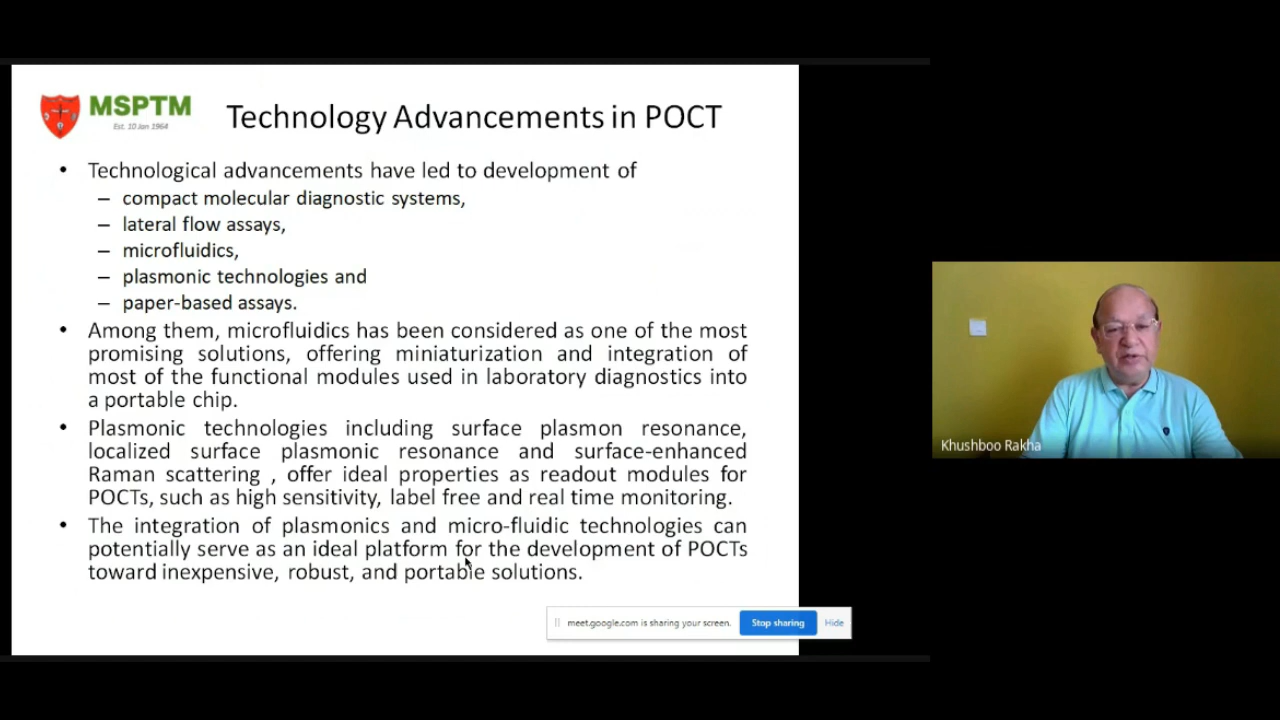 MSPTM
Est. 10 Jan 1964
Technology Advancements in POCT
• Technological advancements have led to development of
– compact molecular diagnostic systems,
– lateral flow assays,
– microfluidics,
– plasmonic technologies and
– paper-based assays.
• Among them, microfluidics has been considered as one of the most
promising solutions, offering miniaturization and integration of
most of the functional modules used in laboratory diagnostics into
a portable chip.
• Plasmonic technologies including surface plasmon resonance,
localized surface plasmonic resonance and surface-enhanced
Raman scattering , offer ideal properties as readout modules for
POCTs, such as high sensitivity, label free and real time monitoring.
• The integration of plasmonics and micro-fluidic technologies can
potentially serve as an ideal platform for the development of POCTs
toward inexpensive, robust, and portable solutions.
meet.google.com is sharing your screen.
Stop sharing
Hide
Khushboo Rakha